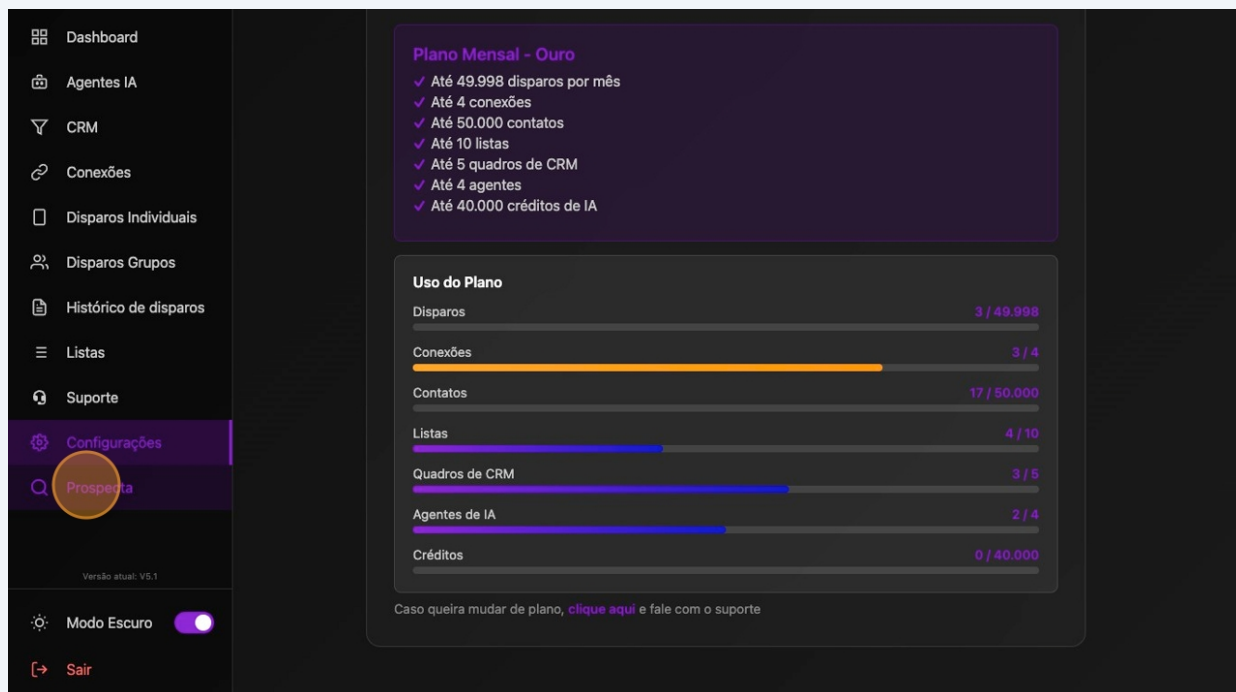 Dashboard
Agentes IA
CRM
Conexões
Disparos Individuais
Disparos Grupos
Histórico de disparos
Listas
Suporte
Configurações
Prospecta
Versão atual: V5.1
Modo Escuro
Sair
Plano Mensal - Ouro
Até 49.998 disparos por mês
Até 4 conexões
Até 50.000 contatos
Até 10 listas
Até 5 quadros de CRM
Até 4 agentes
Até 40.000 créditos de IA
Uso do Plano
Disparos 3 / 49.998
Conexões 3 / 4
Contatos 17 / 50.000
Listas 4 / 10
Quadros de CRM 3 / 5
Agentes de IA 2 / 4
Créditos 0 / 40.000
Caso queira mudar de plano, clique aqui e fale com o suporte